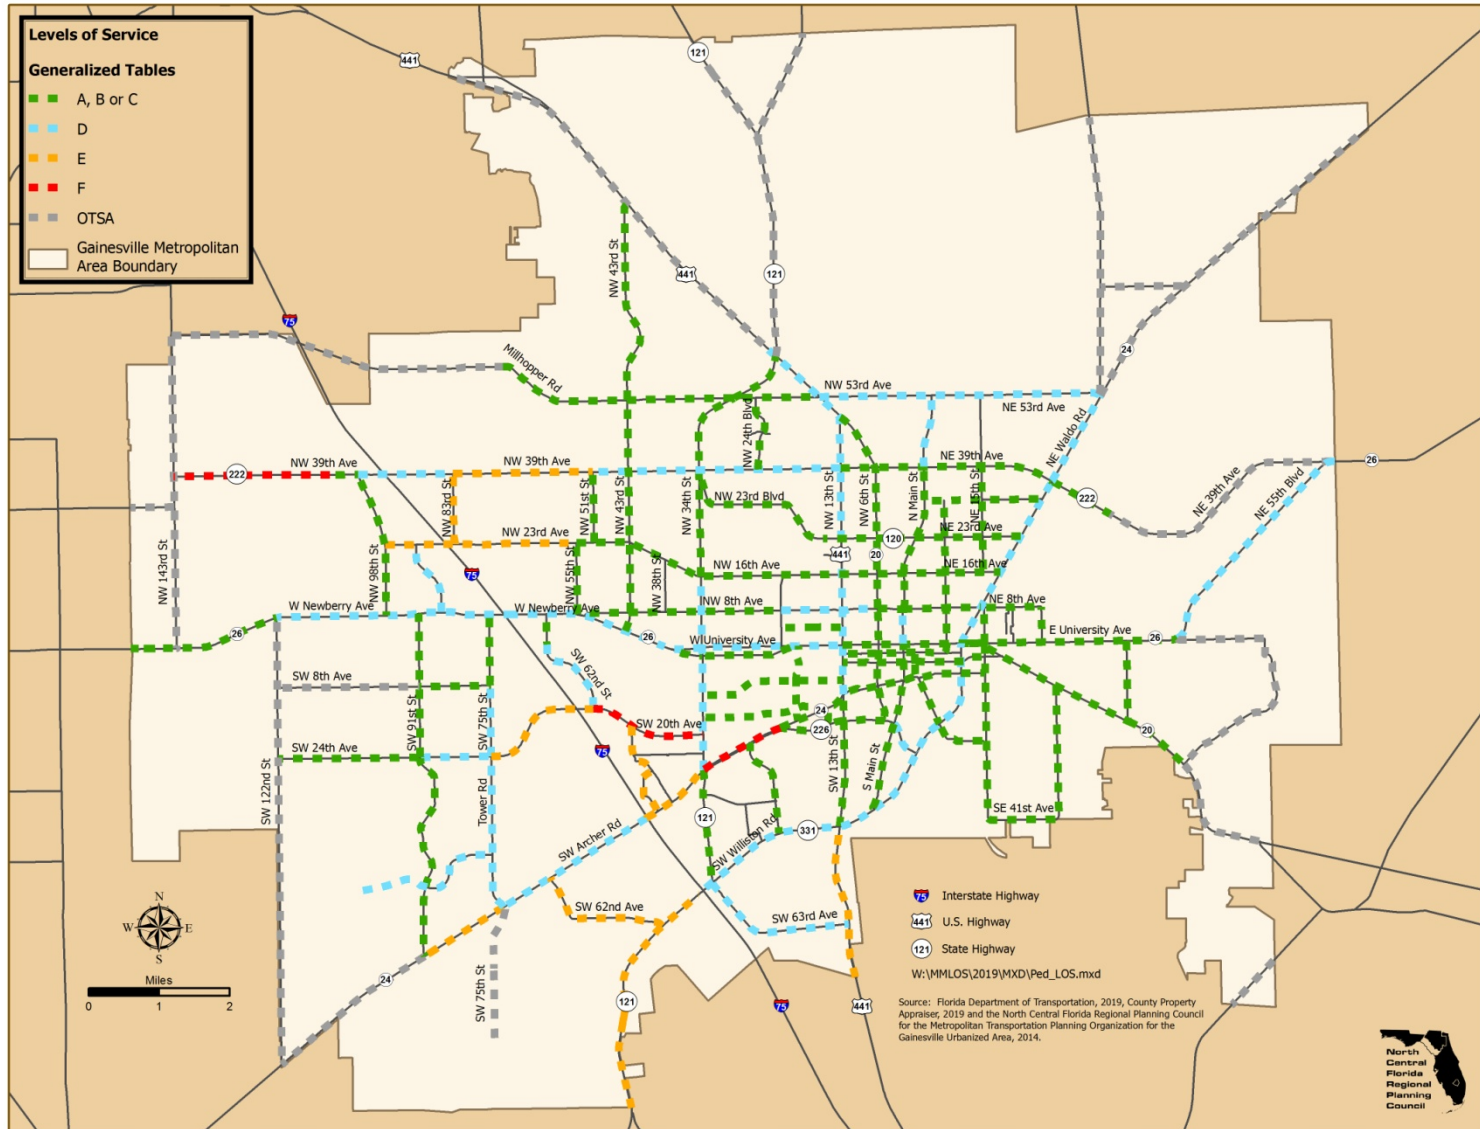 Levels of Service
Generalized Tables
A, B or C
D
E
F
OTSA
Gainesville Metropolitan
Area Boundary
441
121
75
NW 43rd St
441
121
24
Millhopper Rd
NW 53rd Ave
NE 53rd Ave
NW 24th Blvd
NE Waldo Rd
222
NW 39th Ave
NW 39th Ave
NE 39th Ave
26
NW 83rd St
NW 51st St
NW 43rd St
NW 34th St
NW 23rd Blvd
NW 13th St
NW 6th St
N Main St
NE 15th St
222
NE 39th Ave
NE 55th Blvd
NW 143rd St
NW 98th St
NW 23rd Ave
120
NE 23rd Ave
441
20
75
NW 55th St
NW 38th St
NW 16th Ave
NE 16th Ave
W Newberry Ave
W Newberry Ave
NW 8th Ave
NE 8th Ave
26
26
W University Ave
E University Ave
26
SW 8th Ave
SW 62nd St
SW 91st St
SW 75th St
SW 20th Ave
24
226
20
SW 24th Ave
75
SW 122nd St
Tower Rd
SW 13th St
S Main St
121
SW Archer Rd
SW Williston Rd
331
SE 41st Ave
SW 62nd Ave
SW 63rd Ave
24
SW 75th St
121
75
441
N
W
E
S
Miles
0
1
2
75
Interstate Highway
441
U.S. Highway
121
State Highway
W:\MMLOS\2019\MXD\Ped_LOS.mxd
Source: Florida Department of Transportation, 2019, County Property
Appraiser, 2019 and the North Central Florida Regional Planning Council
for the Metropolitan Transportation Planning Organization for the
Gainesville Urbanized Area, 2014.
North
Central
Florida
Regional
Planning
Council